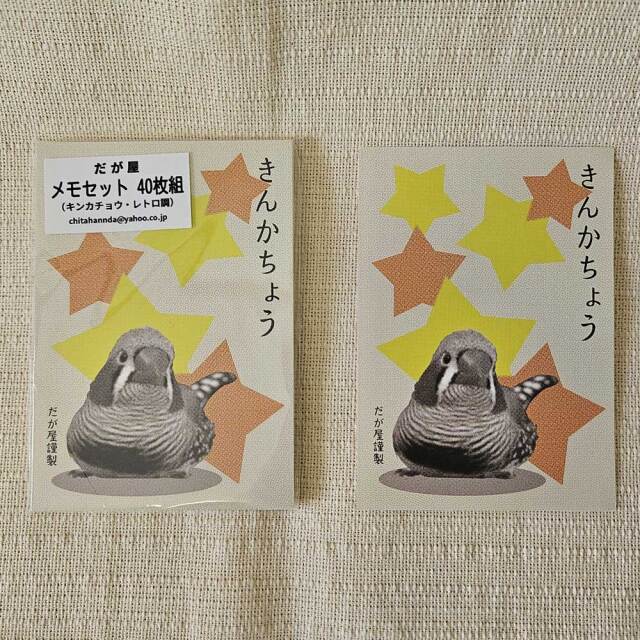 だが屋
メモセット 40枚組
（キンカチョウ・レトロ調）
chitahannda@yahoo.co.jp
きんかちょう
だが屋謹製
きんかちょう
だが屋謹製